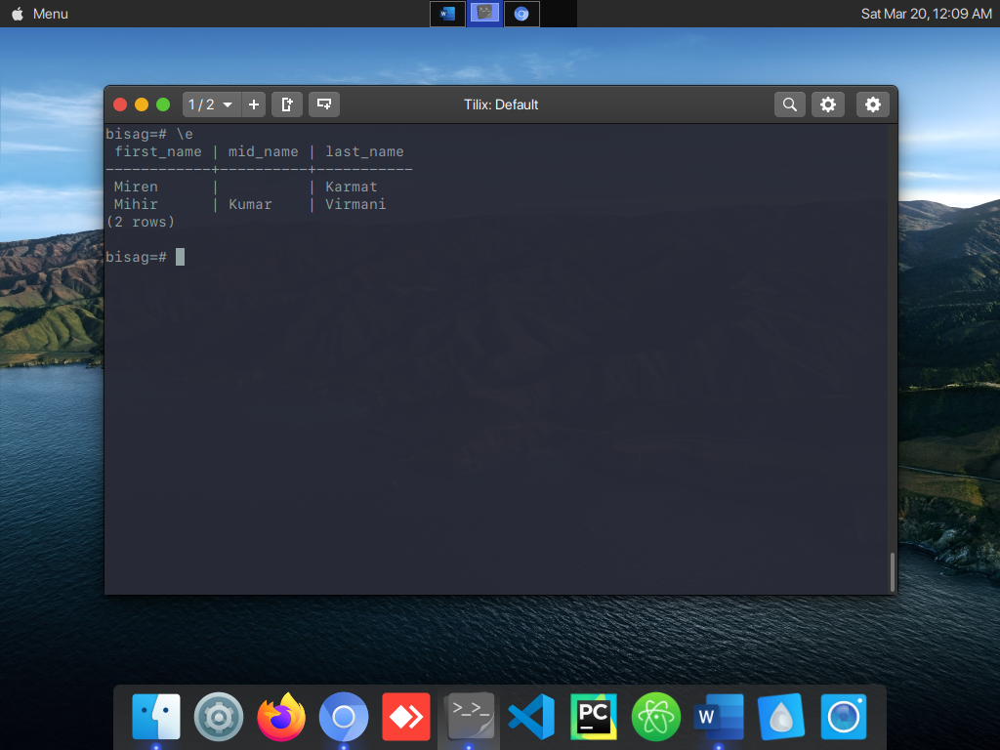 Menu
Sat Mar 20, 12:09 AM
1 / 2
Tilix: Default
bisag=# \e
 first_name | mid_name | last_name
------------+----------+-----------
 Miren      |          | Karmat
 Mihir      | Kumar    | Virmani
(2 rows)
bisag=#
>_>_
PC
W